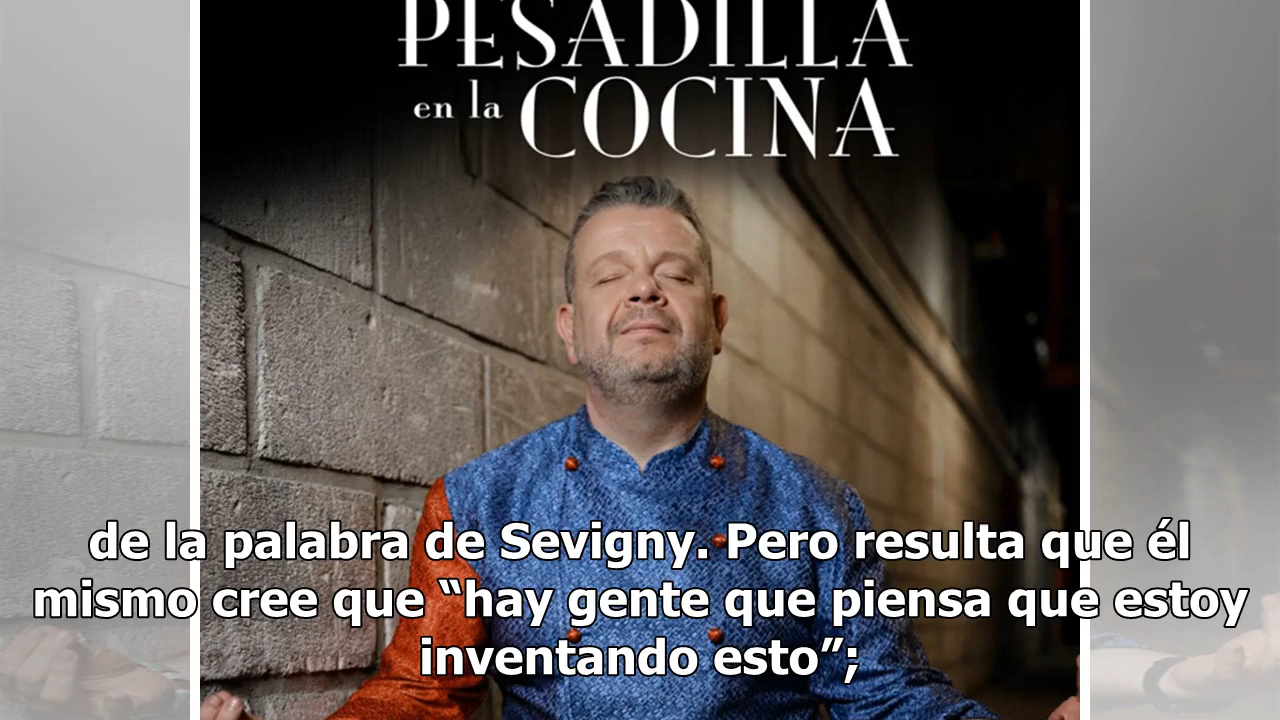 PESADILLA
en la COCINA
de la palabra de Sevigny. Pero resulta que él
mismo cree que “hay gente que piensa que estoy
inventando esto”;